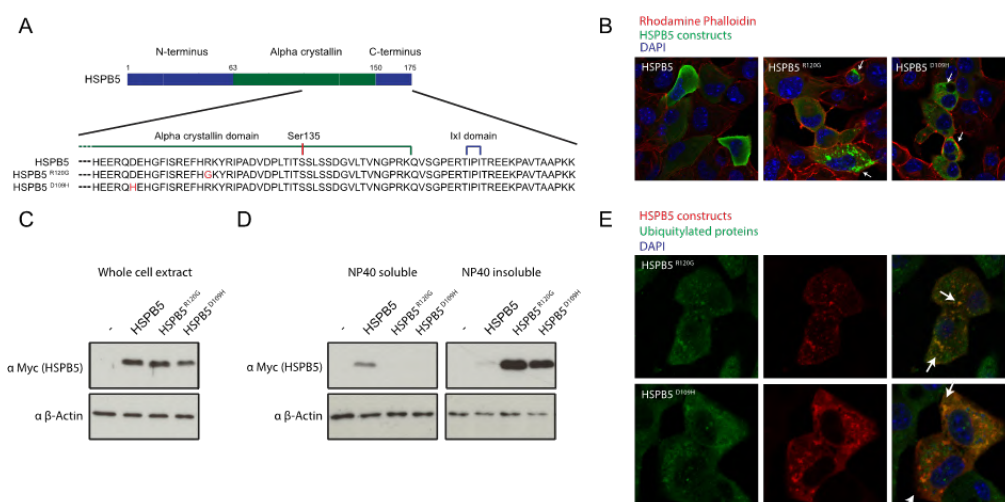 A
N-terminus Alpha crystallin C-terminus
1 63 150 175
HSPB5
Alpha crystallin domain Ser135 IxI domain
HSPB5 --- HEERQDEHGFISREFHRKYRIPADVDPLTITSSLSSDGVLTVNGPRKQVSGPERTIPITREEKPAVTAAPKK
HSPB5 R120G --- HEERQDEHGFISREFHGKYRIPADVDPLTITSSLSSDGVLTVNGPRKQVSGPERTIPITREEKPAVTAAPKK
HSPB5 D109H --- HEERQHEHGFISREFHRKYRIPADVDPLTITSSLSSDGVLTVNGPRKQVSGPERTIPITREEKPAVTAAPKK
B
Rhodamine Phalloidin
HSPB5 constructs
DAPI
HSPB5 HSPB5 R120G HSPB5 D109H
C
Whole cell extract
- HSPB5 HSPB5 R120G HSPB5 D109H
α Myc (HSPB5)
α β-Actin
D
NP40 soluble NP40 insoluble
- HSPB5 HSPB5 R120G HSPB5 D109H - HSPB5 HSPB5 R120G HSPB5 D109H
α Myc (HSPB5)
α β-Actin
E
HSPB5 constructs
Ubiquitylated proteins
DAPI
HSPB5 R120G
HSPB5 D109H